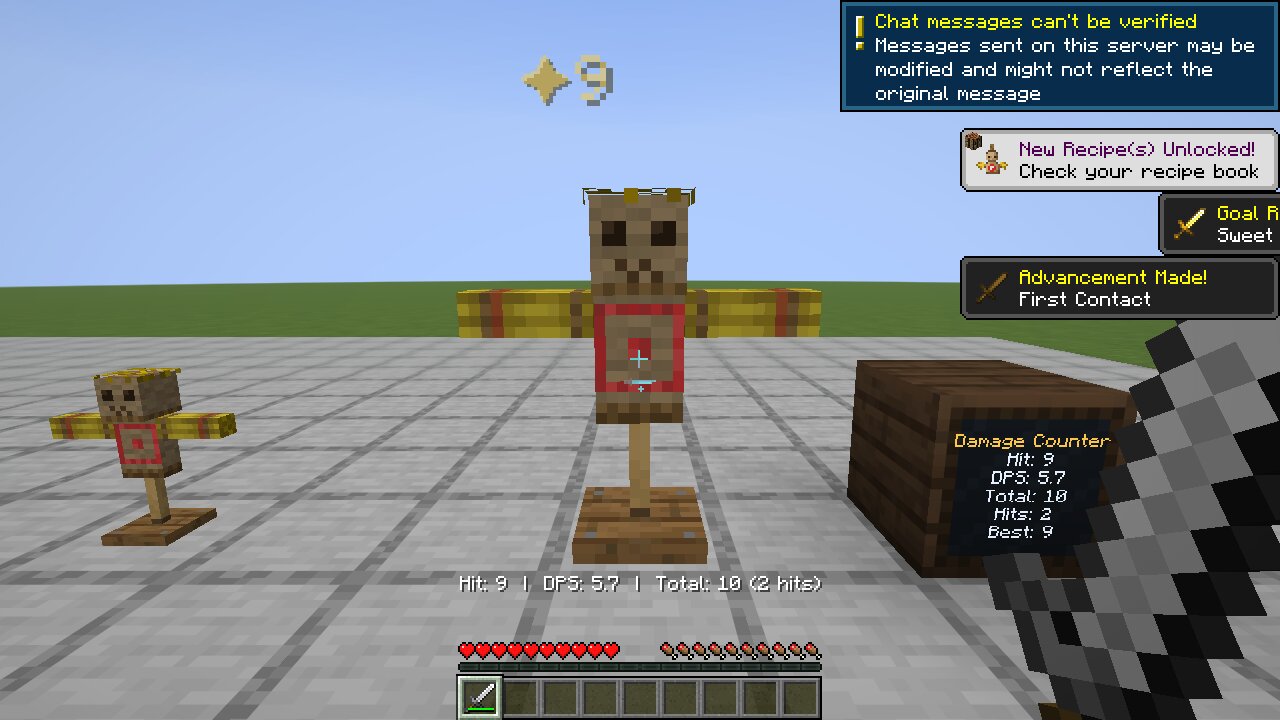 Chat messages can't be verified
Messages sent on this server may be
modified and might not reflect the
original message
9
New Recipe(s) Unlocked!
Check your recipe book
Goal R
Sweet
Advancement Made!
First Contact
Damage Counter
Hit: 9
DPS: 5.7
Total: 10
Hits: 2
Best: 9
Hit: 9 | DPS: 5.7 | Total: 10 (2 hits)